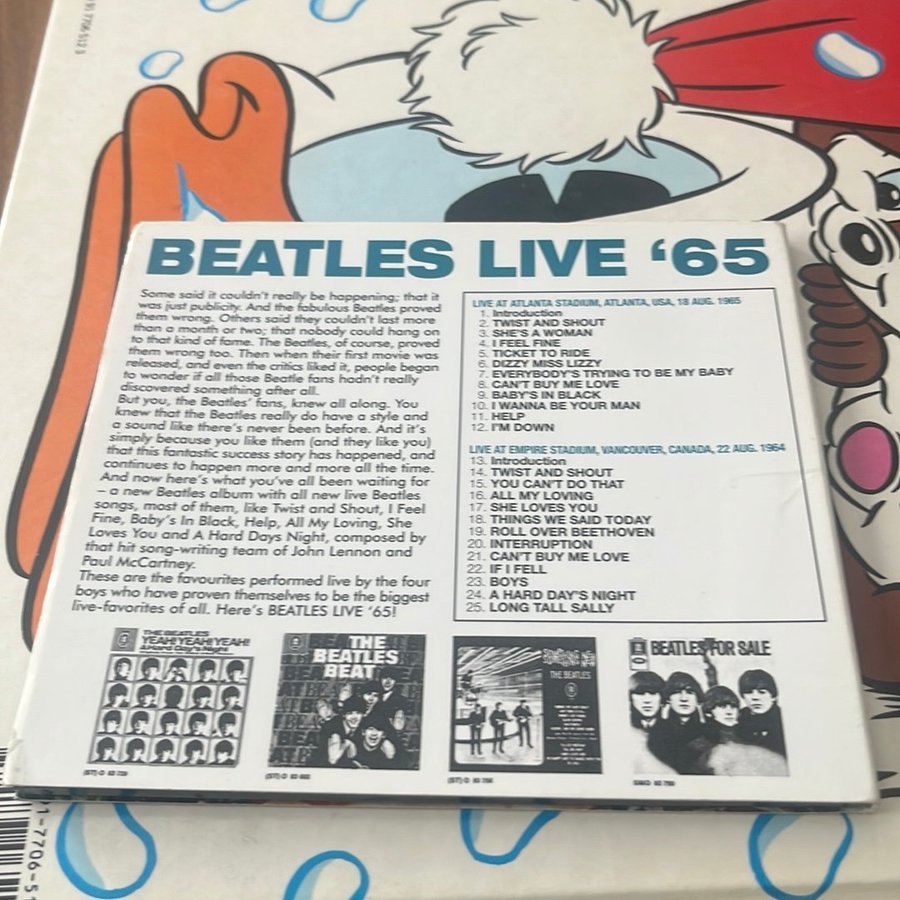 BEATLES LIVE '65
Some said it couldn't really be happening; that it
was just publicity. And the fabulous Beatles proved
them wrong. Others said they couldn't last more
than a month or two; that nobody could hang on
to that kind of fame. The Beatles, of course, proved
them wrong too. Then when their first movie was
released, and even the critics liked it, people began
to wonder if all those Beatle fans hadn't really
discovered something after all.
But you, the Beatles' fans, knew all along. You
knew that the Beatles really do have a style and
a sound like there's never been before. And it's
simply because you like them (and they like you)
that this fantastic success story has happened, and
continues to happen more and more all the time.
And now here's what you've all been waiting for
– a new Beatles album with all new live Beatles
songs, most of them, like Twist and Shout, I Feel
Fine, Baby's In Black, Help, All My Loving, She
Loves You and A Hard Days Night, composed by
that hit song-writing team of John Lennon and
Paul McCartney.
These are the favourites performed live by the four
boys who have proven themselves to be the biggest
live-favorites of all. Here's BEATLES LIVE '65!
LIVE AT ATLANTA STADIUM, ATLANTA, USA, 18 AUG. 1965
1. Introduction
2. TWIST AND SHOUT
3. SHE'S A WOMAN
4. I FEEL FINE
5. TICKET TO RIDE
6. DIZZY MISS LIZZY
7. EVERYBODY'S TRYING TO BE MY BABY
8. CAN'T BUY ME LOVE
9. BABY'S IN BLACK
10. I WANNA BE YOUR MAN
11. HELP
12. I'M DOWN
LIVE AT EMPIRE STADIUM, VANCOUVER, CANADA, 22 AUG. 1964
13. Introduction
14. TWIST AND SHOUT
15. YOU CAN'T DO THAT
16. ALL MY LOVING
17. SHE LOVES YOU
18. THINGS WE SAID TODAY
19. ROLL OVER BEETHOVEN
20. INTERRUPTION
21. CAN'T BUY ME LOVE
22. IF I FELL
23. BOYS
24. A HARD DAY'S NIGHT
25. LONG TALL SALLY
THE BEATLES
YEAH! YEAH! YEAH!
A Hard Day's Night
THE
BEATLES
BEAT
SOMETHING NEW
THE BEATLES
BEATLES FOR SALE
1-7706-51